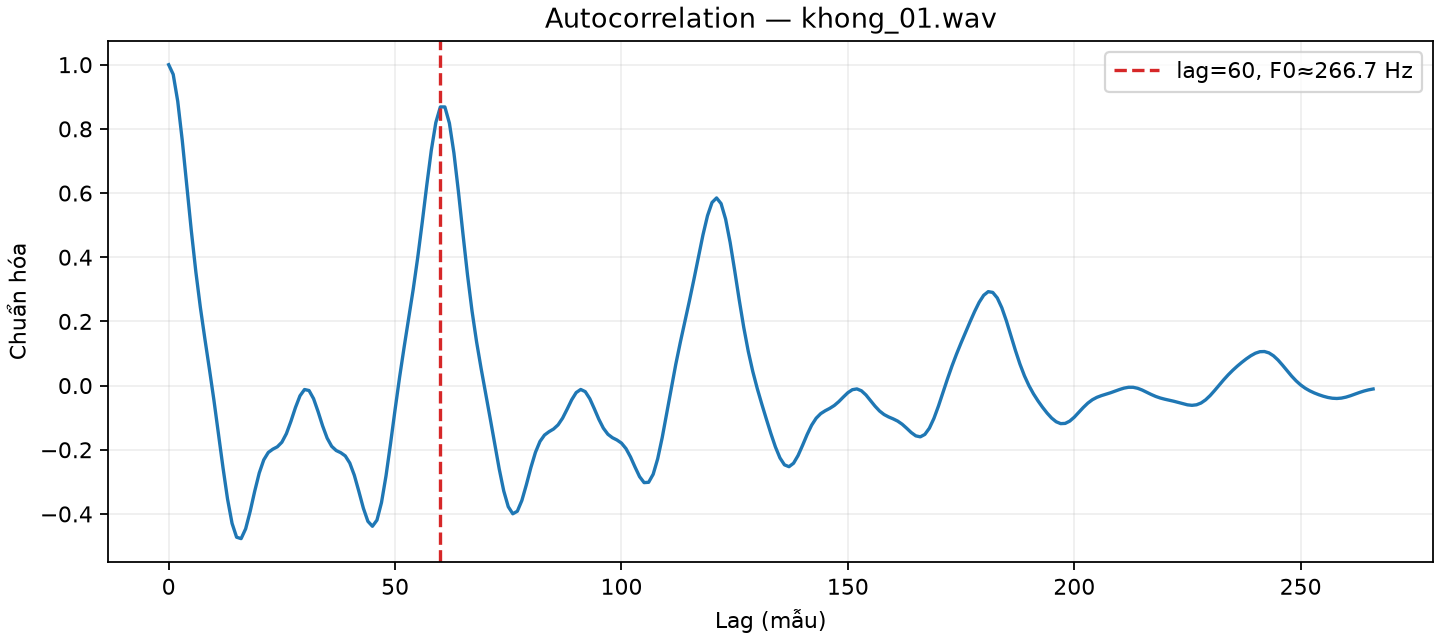 Autocorrelation — khong_01.wav
lag=60, F0≈266.7 Hz
Chuẩn hóa
1.0
0.8
0.6
0.4
0.2
0.0
−0.2
−0.4
0 50 100 150 200 250
Lag (mẫu)